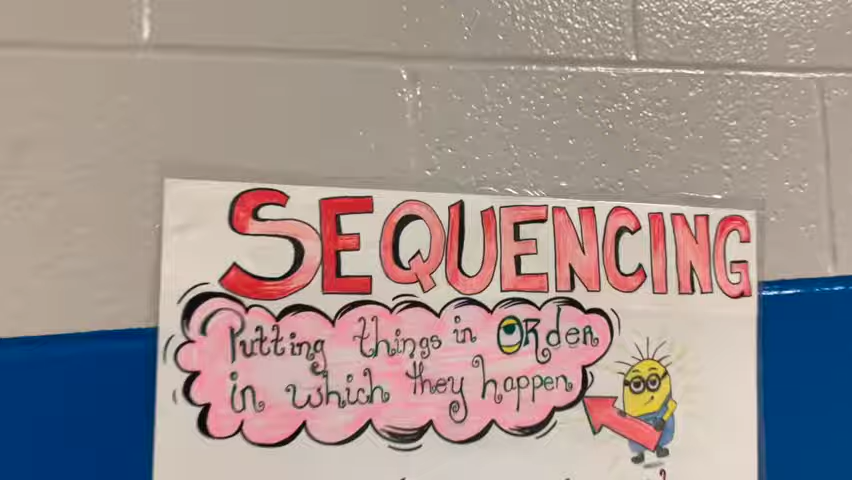 SEQUENCING
Putting things in ORder
in which they happen